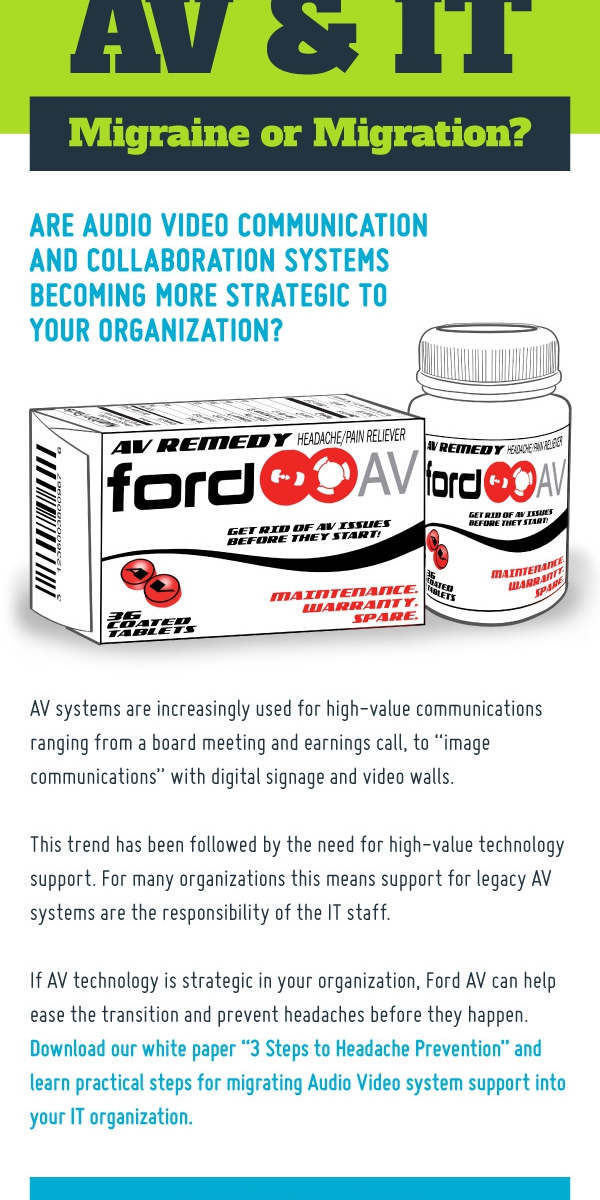 AV & IT
Migraine or Migration?
ARE AUDIO VIDEO COMMUNICATION
AND COLLABORATION SYSTEMS
BECOMING MORE STRATEGIC TO
YOUR ORGANIZATION?
AV REMEDY HEADACHE/PAIN RELIEVER
ford AV
GET RID OF AV ISSUES
BEFORE THEY START!
36
COATED
TABLETS
MAINTENANCE.
WARRANTY.
SPARE.
AV REMEDY HEADACHE/PAIN RELIEVER
ford AV
GET RID OF AV ISSUES
BEFORE THEY START!
36
COATED
TABLETS
MAINTENANCE.
WARRANTY.
SPARE.
AV systems are increasingly used for high-value communications
ranging from a board meeting and earnings call, to “image
communications” with digital signage and video walls.
This trend has been followed by the need for high-value technology
support. For many organizations this means support for legacy AV
systems are the responsibility of the IT staff.
If AV technology is strategic in your organization, Ford AV can help
ease the transition and prevent headaches before they happen.
Download our white paper “3 Steps to Headache Prevention” and
learn practical steps for migrating Audio Video system support into
your IT organization.